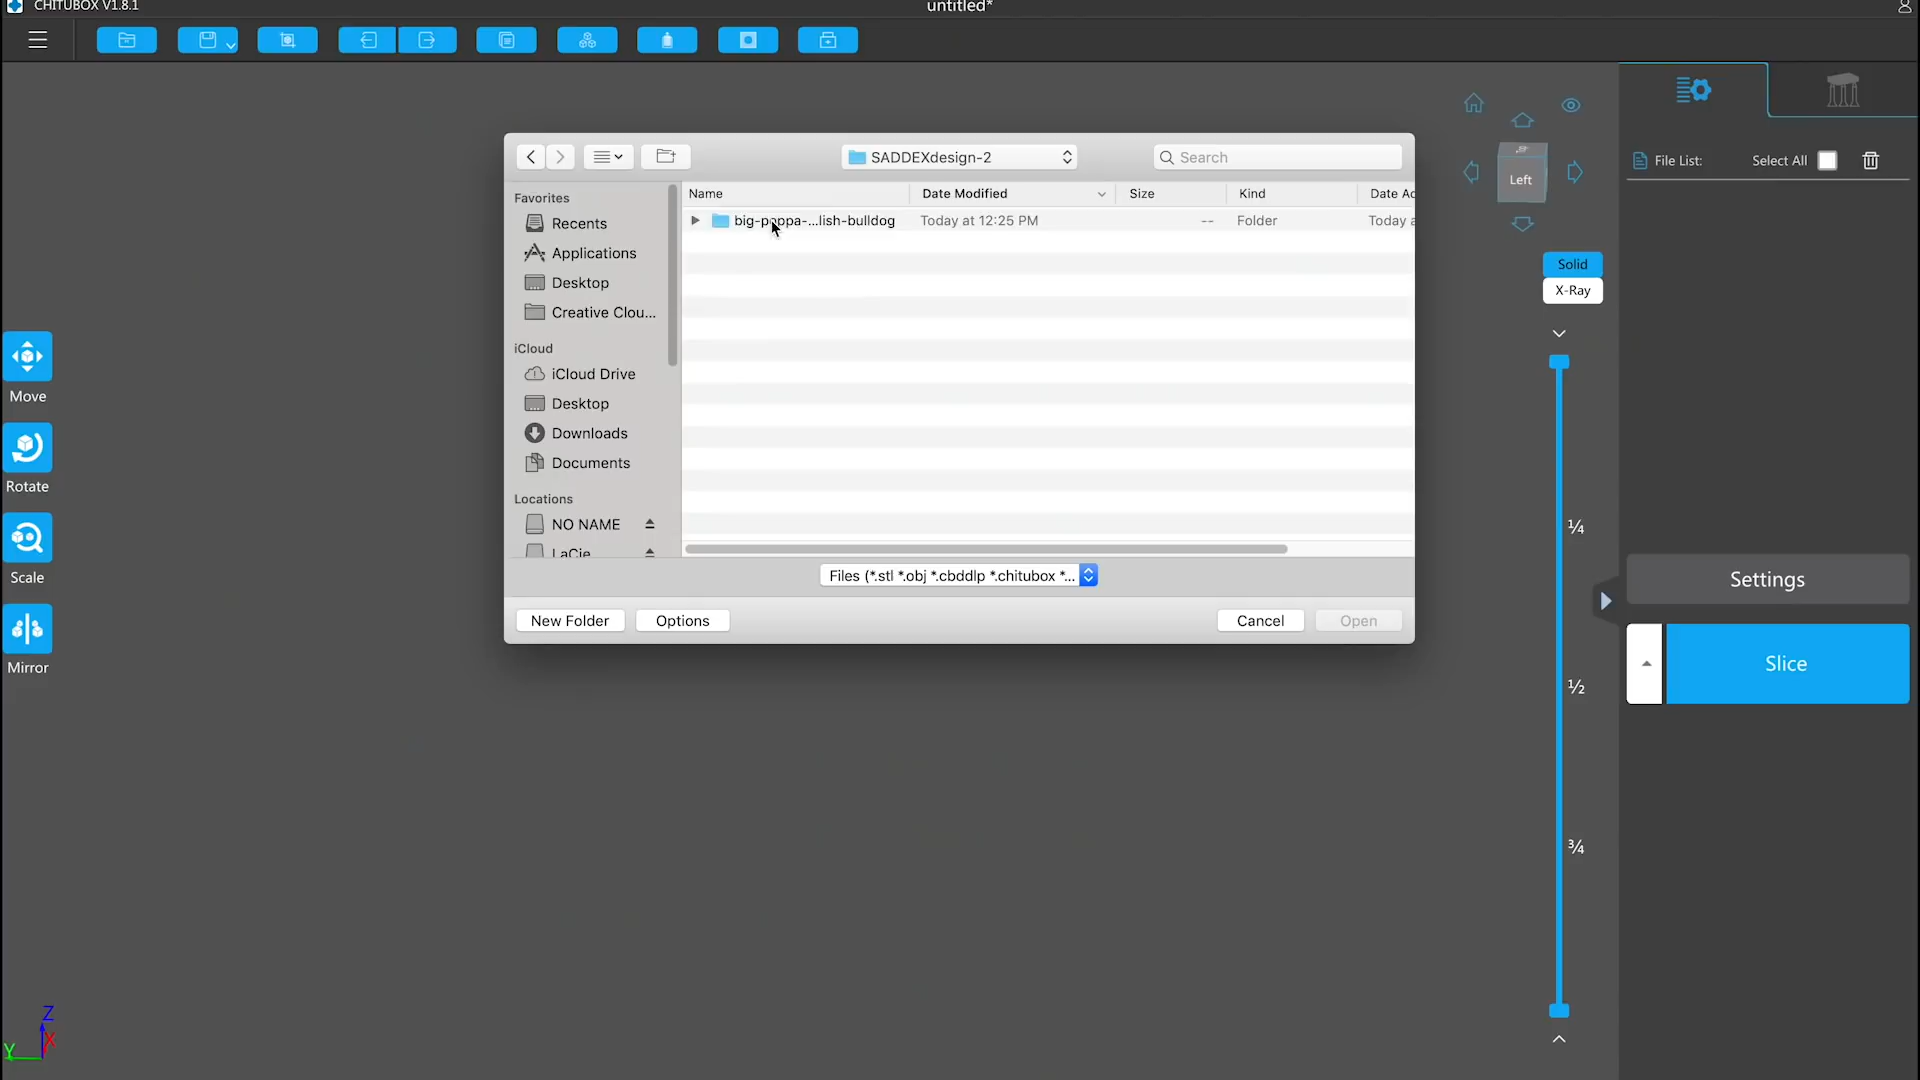 CHITUBOX V1.8.1
untitled*
SADDEXdesign-2
Search
Favorites
Recents
Applications
Desktop
Creative Clou...
iCloud
iCloud Drive
Desktop
Downloads
Documents
Locations
NO NAME
LaCie
Name
Date Modified
Size
Kind
Date Ac
big-poppa-...lish-bulldog
Today at 12:25 PM
--
Folder
Today a
Files (*.stl *.obj *.cbddlp *.chitubox *...
New Folder
Options
Cancel
Open
Move
Rotate
Scale
Mirror
Left
Solid
X-Ray
¼
½
¾
File List:
Select All
Settings
Slice
Z
X
Y